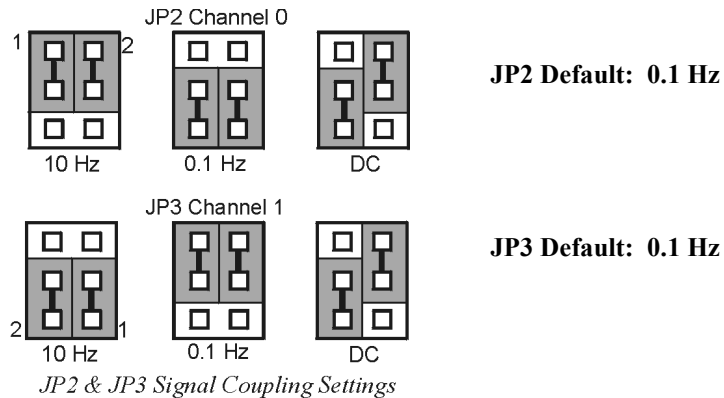 JP2 Channel 0
1 2
JP2 Default: 0.1 Hz
10 Hz 0.1 Hz DC
JP3 Channel 1
JP3 Default: 0.1 Hz
2 1
10 Hz 0.1 Hz DC
JP2 & JP3 Signal Coupling Settings